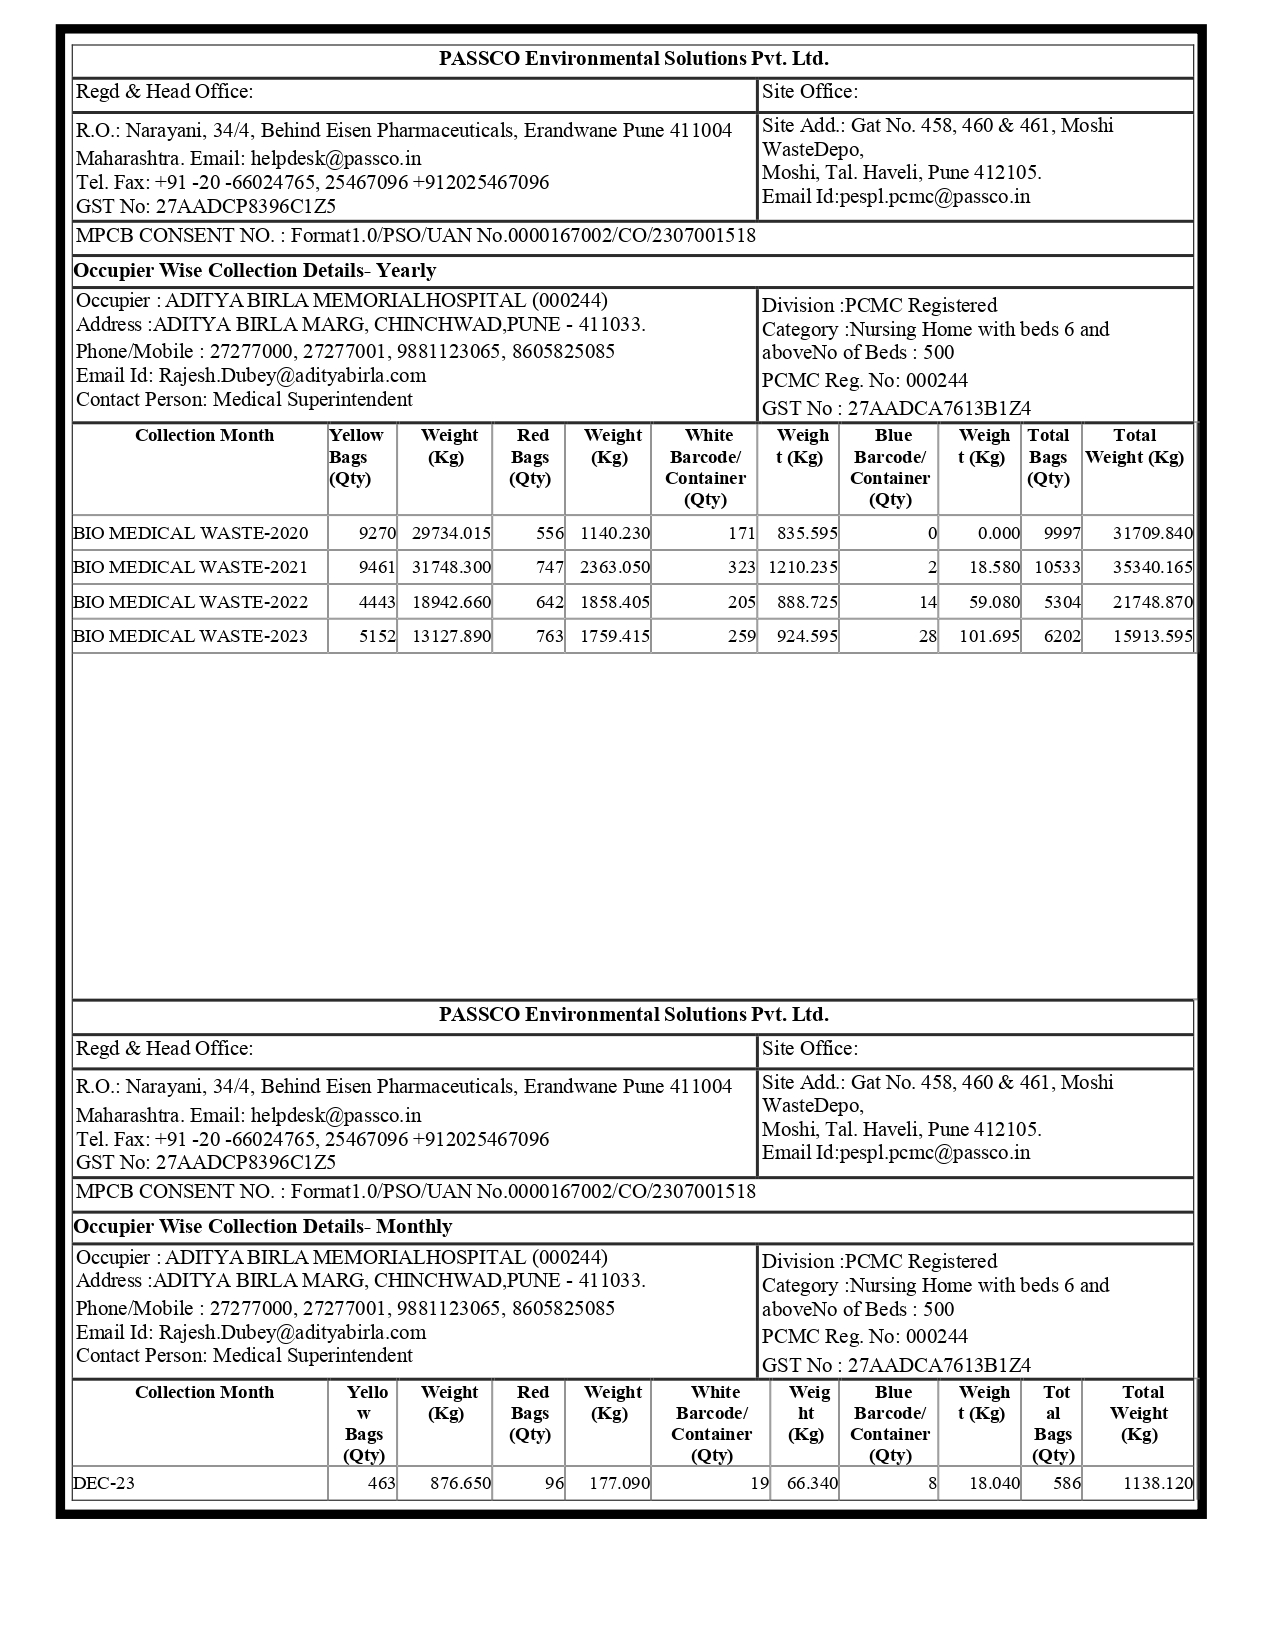 PASSCO Environmental Solutions Pvt. Ltd.
Regd & Head Office:
Site Office:
R.O.: Narayani, 34/4, Behind Eisen Pharmaceuticals, Erandwane Pune 411004
Maharashtra. Email: helpdesk@passco.in
Tel. Fax: +91 -20 -66024765, 25467096 +912025467096
GST No: 27AADCP8396C1Z5
Site Add.: Gat No. 458, 460 & 461, Moshi
WasteDepo,
Moshi, Tal. Haveli, Pune 412105.
Email Id:pespl.pcmc@passco.in
MPCB CONSENT NO. : Format1.0/PSO/UAN No.0000167002/CO/2307001518
Occupier Wise Collection Details- Yearly
Occupier : ADITYA BIRLA MEMORIALHOSPITAL (000244)
Address :ADITYA BIRLA MARG, CHINCHWAD,PUNE - 411033.
Phone/Mobile : 27277000, 27277001, 9881123065, 8605825085
Email Id: Rajesh.Dubey@adityabirla.com
Contact Person: Medical Superintendent
Division :PCMC Registered
Category :Nursing Home with beds 6 and
aboveNo of Beds : 500
PCMC Reg. No: 000244
GST No : 27AADCA7613B1Z4
Collection Month Yellow Weight Red Weight White Weigh Blue Weigh Total Total
Bags (Kg) Bags (Kg) Barcode/ t (Kg) Barcode/ t (Kg) Bags Weight (Kg)
(Qty) (Qty) Container Container (Qty)
(Qty) (Qty)
BIO MEDICAL WASTE-2020 9270 29734.015 556 1140.230 171 835.595 0 0.000 9997 31709.840
BIO MEDICAL WASTE-2021 9461 31748.300 747 2363.050 323 1210.235 2 18.580 10533 35340.165
BIO MEDICAL WASTE-2022 4443 18942.660 642 1858.405 205 888.725 14 59.080 5304 21748.870
BIO MEDICAL WASTE-2023 5152 13127.890 763 1759.415 259 924.595 28 101.695 6202 15913.595
PASSCO Environmental Solutions Pvt. Ltd.
Regd & Head Office:
Site Office:
R.O.: Narayani, 34/4, Behind Eisen Pharmaceuticals, Erandwane Pune 411004
Maharashtra. Email: helpdesk@passco.in
Tel. Fax: +91 -20 -66024765, 25467096 +912025467096
GST No: 27AADCP8396C1Z5
Site Add.: Gat No. 458, 460 & 461, Moshi
WasteDepo,
Moshi, Tal. Haveli, Pune 412105.
Email Id:pespl.pcmc@passco.in
MPCB CONSENT NO. : Format1.0/PSO/UAN No.0000167002/CO/2307001518
Occupier Wise Collection Details- Monthly
Occupier : ADITYA BIRLA MEMORIALHOSPITAL (000244)
Address :ADITYA BIRLA MARG, CHINCHWAD,PUNE - 411033.
Phone/Mobile : 27277000, 27277001, 9881123065, 8605825085
Email Id: Rajesh.Dubey@adityabirla.com
Contact Person: Medical Superintendent
Division :PCMC Registered
Category :Nursing Home with beds 6 and
aboveNo of Beds : 500
PCMC Reg. No: 000244
GST No : 27AADCA7613B1Z4
Collection Month Yello Weight Red Weight White Weig Blue Weigh Tot Total
w (Kg) Bags (Kg) Barcode/ ht Barcode/ t (Kg) al Weight
Bags (Qty) Container (Kg) Container Bags (Kg)
(Qty) (Qty) (Qty) (Qty)
DEC-23 463 876.650 96 177.090 19 66.340 8 18.040 586 1138.120